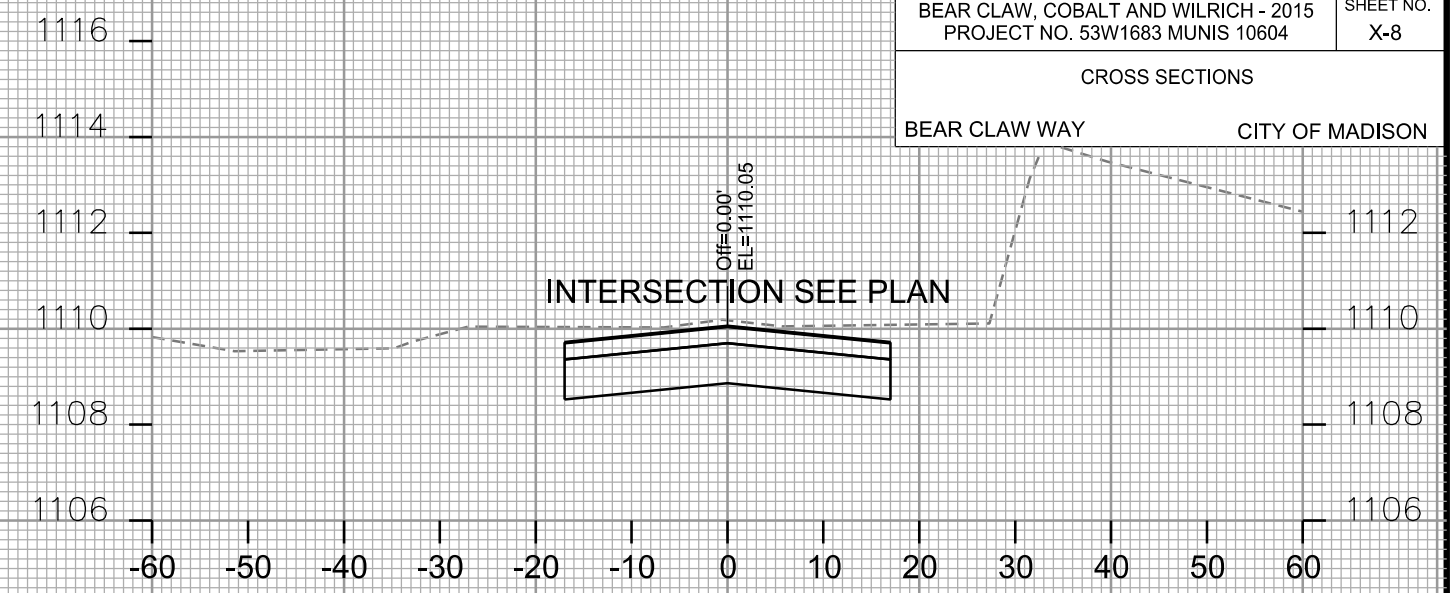 BEAR CLAW, COBALT AND WILRICH - 2015
PROJECT NO. 53W1683 MUNIS 10604
SHEET NO.
X-8
CROSS SECTIONS
BEAR CLAW WAY
CITY OF MADISON
1116
1114
1112
1110
1108
1106
Off=0.00'
EL=1110.05
INTERSECTION SEE PLAN
1112
1110
1108
1106
-60 -50 -40 -30 -20 -10 0 10 20 30 40 50 60